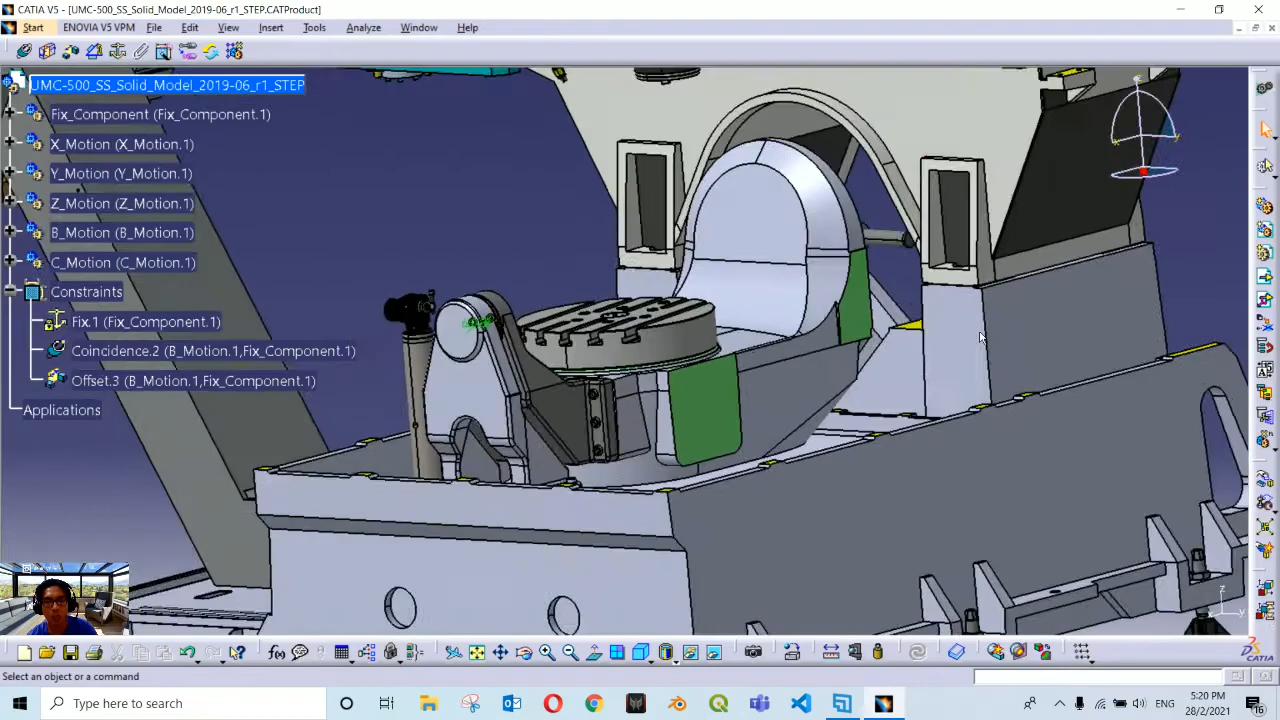 CATIA V5 - [UMC-500_SS_Solid_Model_2019-06_r1_STEP.CATProduct]
Start ENOVIA V5 VPM File Edit View Insert Tools Analyze Window Help
UMC-500_SS_Solid_Model_2019-06_r1_STEP
Fix_Component (Fix_Component.1)
X_Motion (X_Motion.1)
Y_Motion (Y_Motion.1)
Z_Motion (Z_Motion.1)
B_Motion (B_Motion.1)
C_Motion (C_Motion.1)
Constraints
Fix.1 (Fix_Component.1)
Coincidence.2 (B_Motion.1,Fix_Component.1)
Offset.3 (B_Motion.1,Fix_Component.1)
Applications
z
y
CATIA
Select an object or a command
Type here to search
ENG
5:20 PM
28/2/2021
16